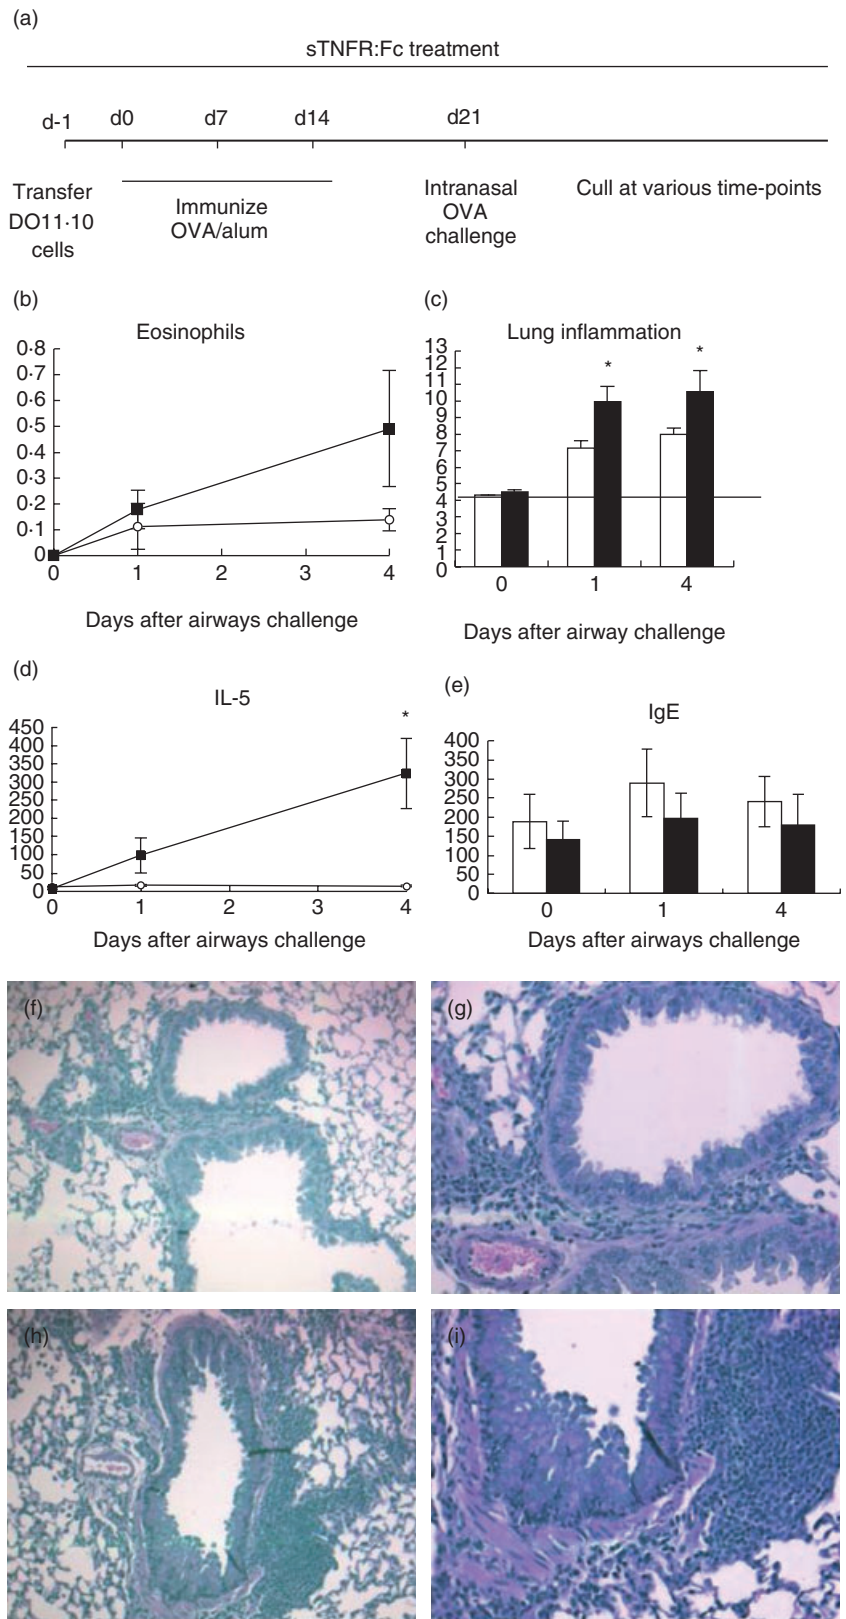 (a)
sTNFR:Fc treatment
d-1 d0 d7 d14 d21
Transfer
DO11·10
cells
Immunize
OVA/alum
Intranasal
OVA
challenge
Cull at various time-points
(b)
Eosinophils
0·8
0·7
0·6
0·5
0·4
0·3
0·2
0·1
0
0 1 2 3 4
Days after airways challenge
(c)
Lung inflammation
13
12
11
10
9
8
7
6
5
4
3
2
1
0
* *
0 1 4
Days after airway challenge
(d)
IL-5
*
450
400
350
300
250
200
150
100
50
0
0 1 2 3 4
Days after airways challenge
(e)
IgE
400
350
300
250
200
150
100
50
0
0 1 4
Days after airways challenge
(f)
(g)
(h)
(i)